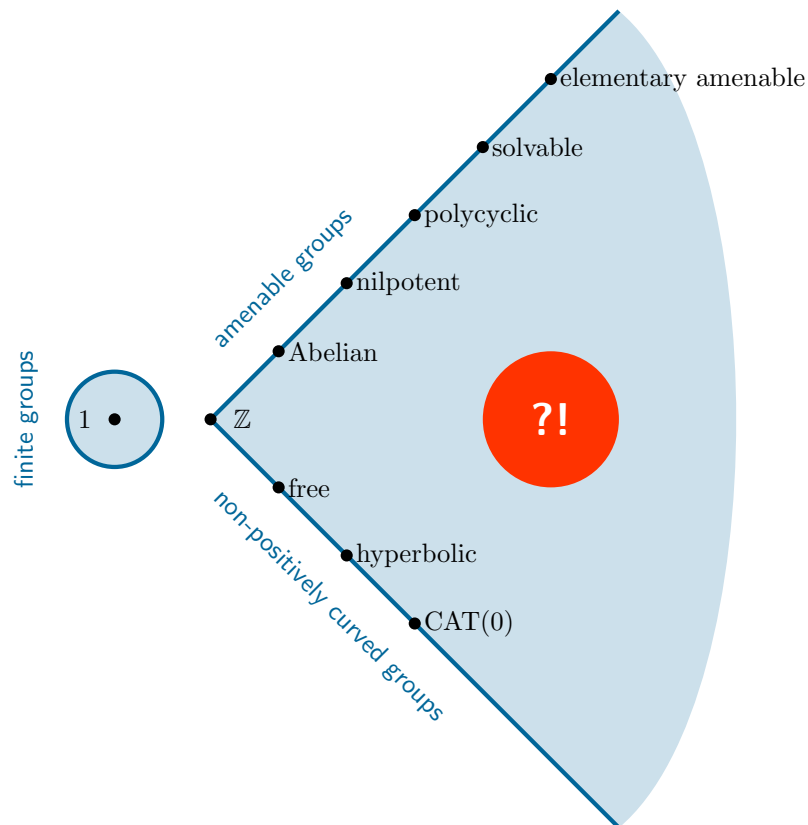 elementary amenable
solvable
polycyclic
amenable groups
nilpotent
Abelian
finite groups
1
ℤ
?!
free
non-positively curved groups
hyperbolic
CAT(0)